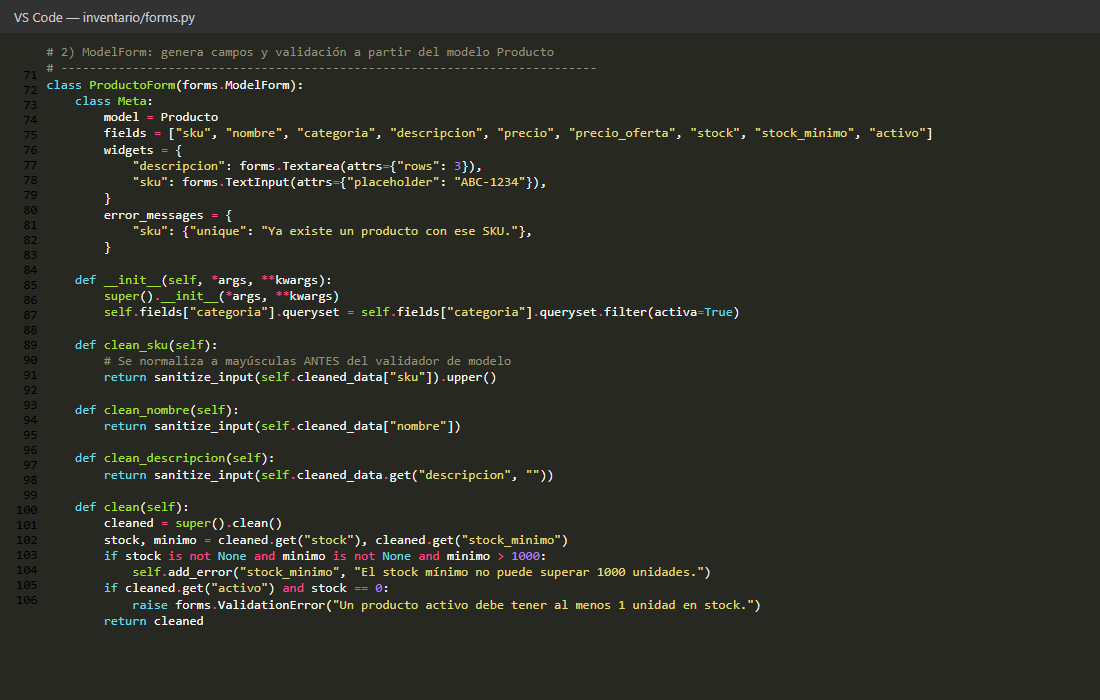 VS Code — inventario/forms.py
# 2) ModelForm: genera campos y validación a partir del modelo Producto
71 # ---------------------------------------------------------------------------
72 class ProductoForm(forms.ModelForm):
73     class Meta:
74         model = Producto
75         fields = ["sku", "nombre", "categoria", "descripcion", "precio", "precio_oferta", "stock", "stock_minimo", "activo"]
76         widgets = {
77             "descripcion": forms.Textarea(attrs={"rows": 3}),
78             "sku": forms.TextInput(attrs={"placeholder": "ABC-1234"}),
79         }
80         error_messages = {
81             "sku": {"unique": "Ya existe un producto con ese SKU."},
82         }
83
84     def __init__(self, *args, **kwargs):
85         super().__init__(*args, **kwargs)
86         self.fields["categoria"].queryset = self.fields["categoria"].queryset.filter(activa=True)
87
88     def clean_sku(self):
89         # Se normaliza a mayúsculas ANTES del validador de modelo
90         return sanitize_input(self.cleaned_data["sku"]).upper()
91
92     def clean_nombre(self):
93         return sanitize_input(self.cleaned_data["nombre"])
94
95     def clean_descripcion(self):
96         return sanitize_input(self.cleaned_data.get("descripcion", ""))
97
98     def clean(self):
99         cleaned = super().clean()
100         stock, minimo = cleaned.get("stock"), cleaned.get("stock_minimo")
101         if stock is not None and minimo is not None and minimo > 1000:
102             self.add_error("stock_minimo", "El stock mínimo no puede superar 1000 unidades.")
103         if cleaned.get("activo") and stock == 0:
104             raise forms.ValidationError("Un producto activo debe tener al menos 1 unidad en stock.")
105         return cleaned
106